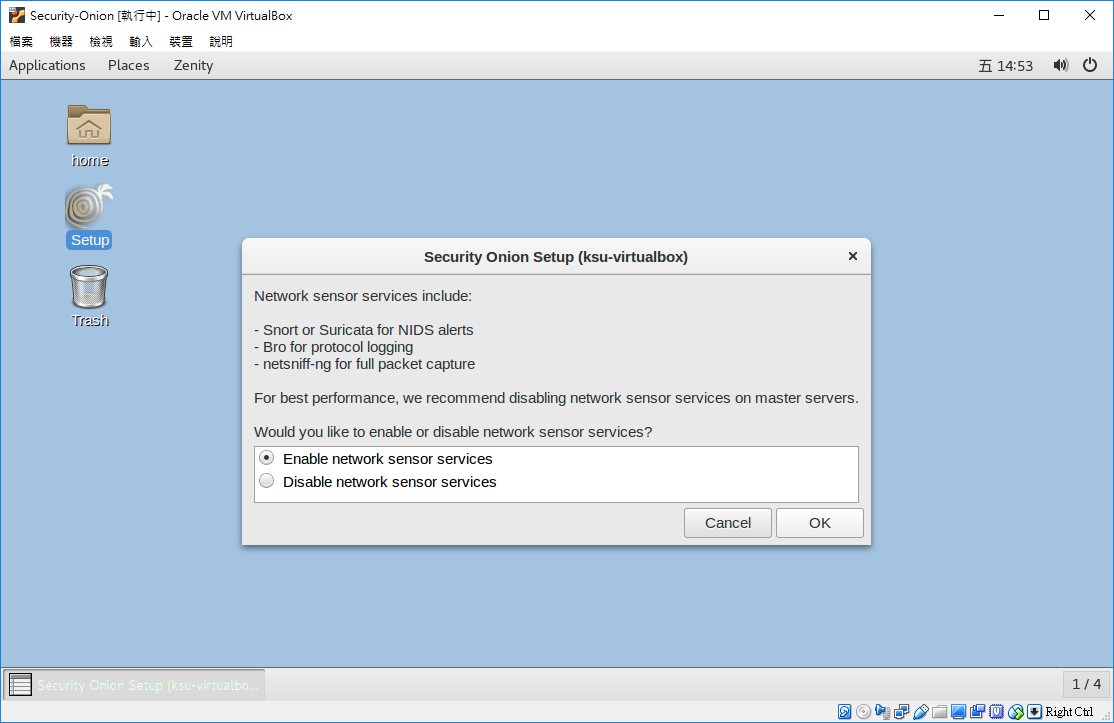 Security-Onion [執行中] - Oracle VM VirtualBox
檔案 機器 檢視 輸入 裝置 說明
Applications Places Zenity 五 14:53
home
Setup
Trash
Security Onion Setup (ksu-virtualbox)
Network sensor services include:
- Snort or Suricata for NIDS alerts
- Bro for protocol logging
- netsniff-ng for full packet capture
For best performance, we recommend disabling network sensor services on master servers.
Would you like to enable or disable network sensor services?
Enable network sensor services
Disable network sensor services
Cancel OK
Security Onion Setup (ksu-virtualbo... 1 / 4
Right Ctrl